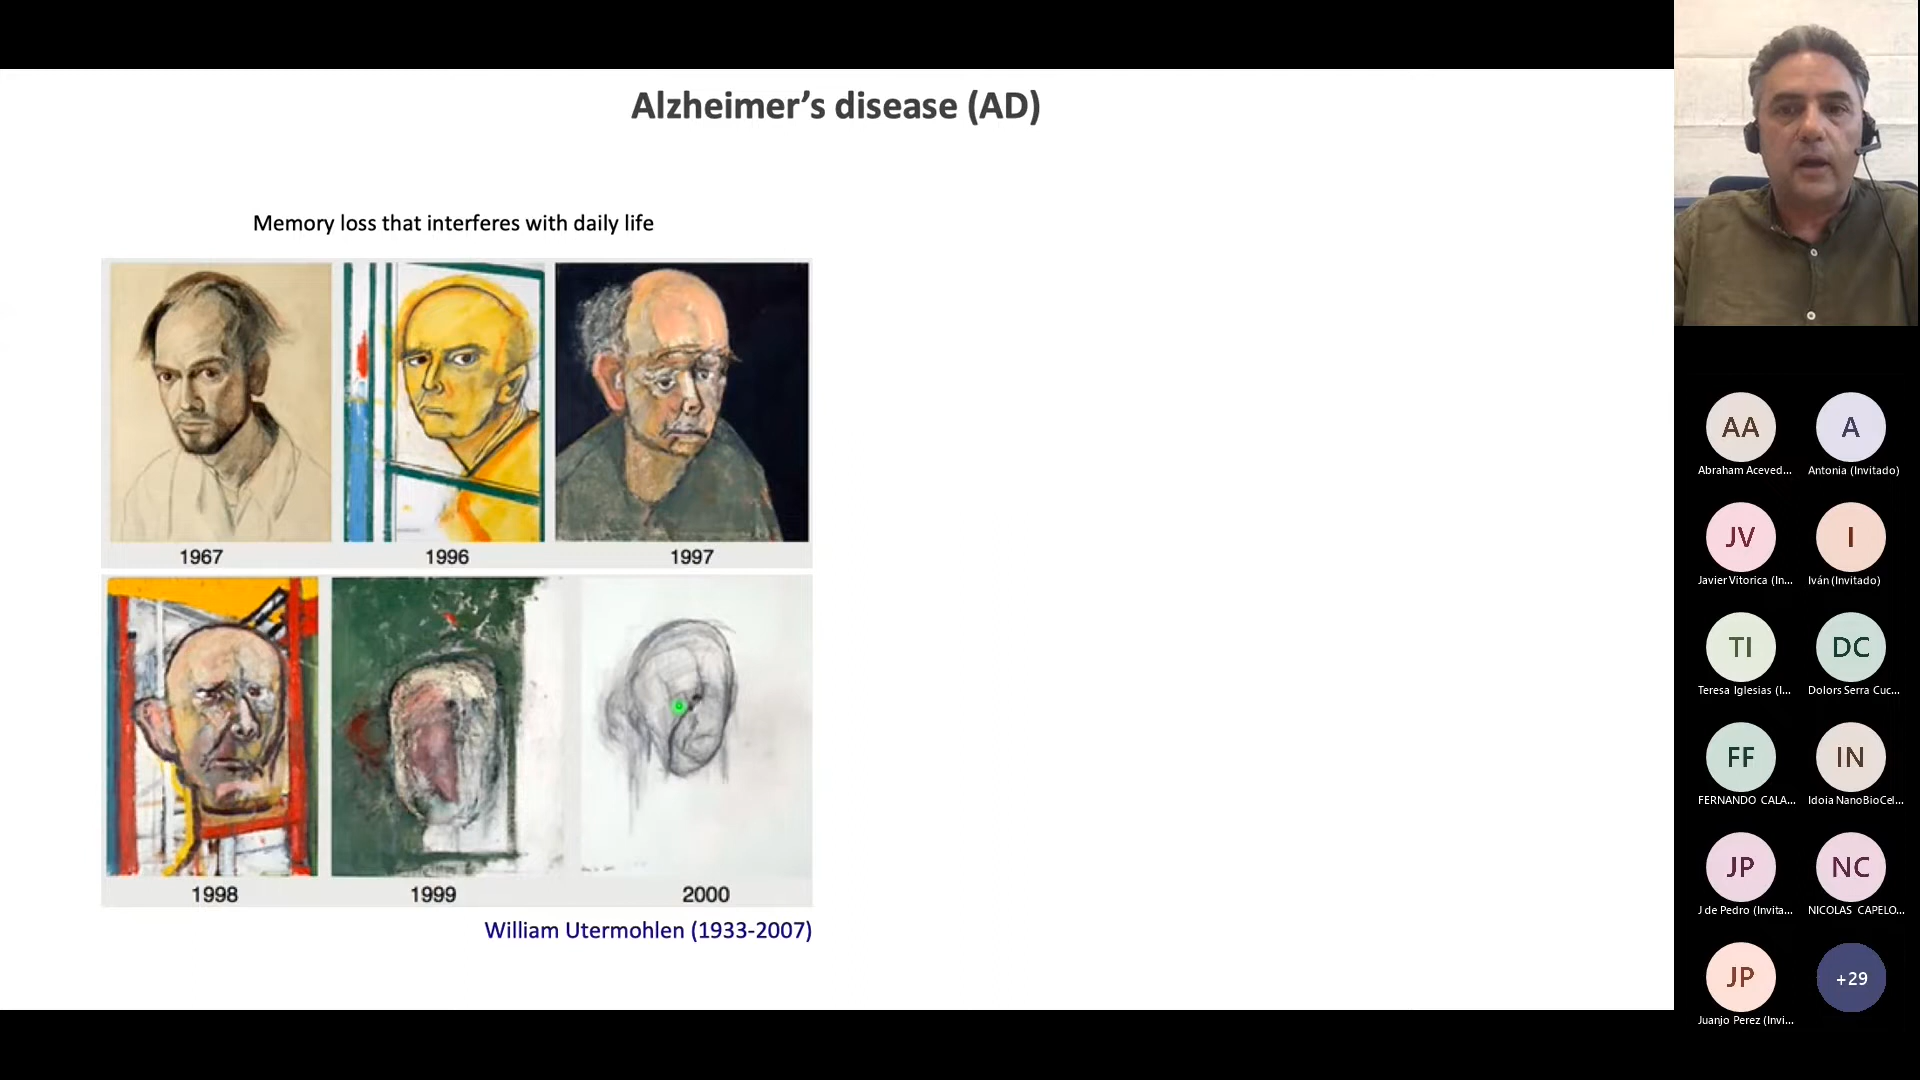 Alzheimer’s disease (AD)
Memory loss that interferes with daily life
1967 1996 1997
1998 1999 2000
William Utermohlen (1933-2007)
AA A
Abraham Aceved... Antonia (Invitado)
JV I
Javier Vitorica (In... Iván (Invitado)
TI DC
Teresa Iglesias (I... Dolors Serra Cuc...
FF IN
FERNANDO CALA... Idoia NanoBioCel...
JP NC
J de Pedro (Invita... NICOLAS CAPELO...
JP +29
Juanjo Perez (Invi...